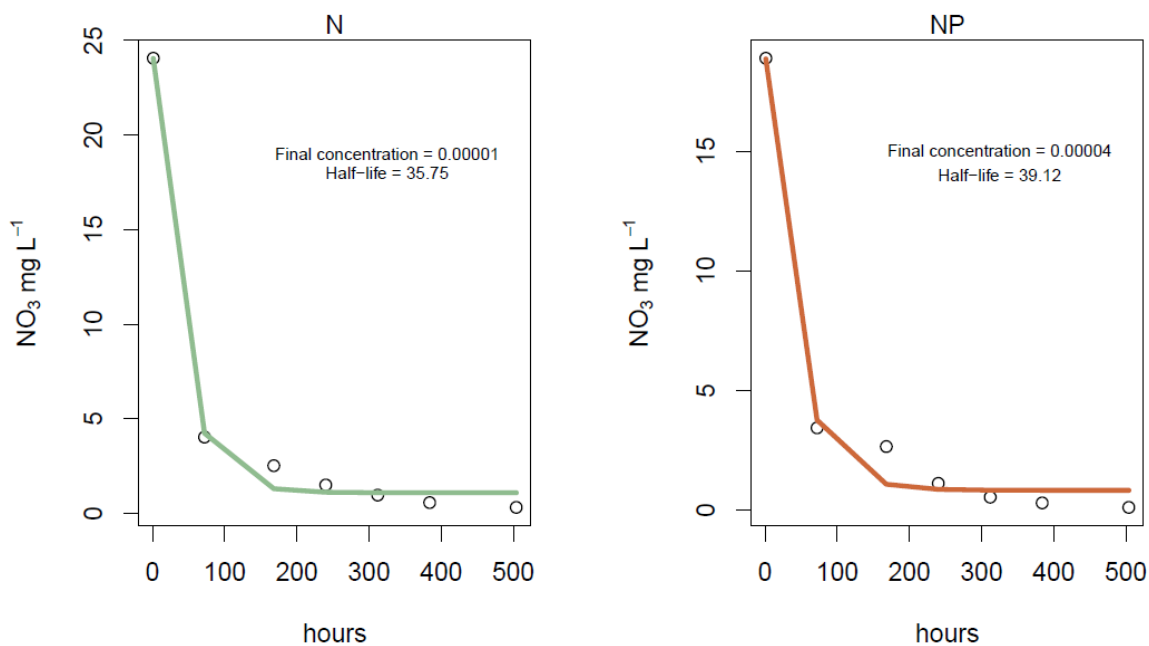 N
25
20
15
10
5
0
NO₃ mg L⁻¹
Final concentration = 0.00001
Half−life = 35.75
0 100 200 300 400 500
hours
NP
15
10
5
0
NO₃ mg L⁻¹
Final concentration = 0.00004
Half−life = 39.12
0 100 200 300 400 500
hours